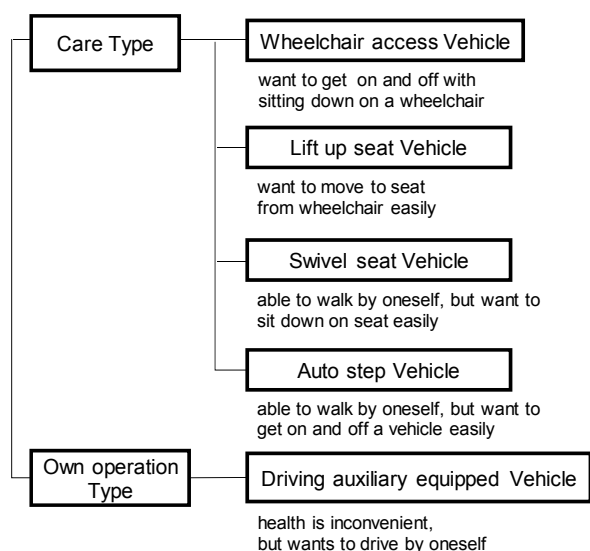 Care Type
Wheelchair access Vehicle
want to get on and off with
sitting down on a wheelchair
Lift up seat Vehicle
want to move to seat
from wheelchair easily
Swivel seat Vehicle
able to walk by oneself, but want to
sit down on seat easily
Auto step Vehicle
able to walk by oneself, but want to
get on and off a vehicle easily
Own operation
Type
Driving auxiliary equipped Vehicle
health is inconvenient,
but wants to drive by oneself